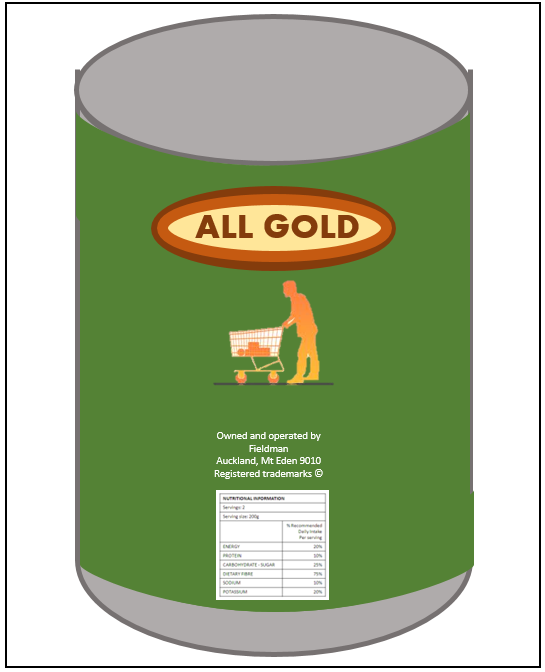 ALL GOLD
Owned and operated by
Fieldman
Auckland, Mt Eden 9010
Registered trademarks ©
NUTRITIONAL INFORMATION
Servings: 2
Serving size: 200g
% Recommended
Daily Intake
Per serving
ENERGY 20%
PROTEIN 10%
CARBOHYDRATE - SUGAR 25%
DIETARY FIBRE 75%
SODIUM 10%
POTASSIUM 20%